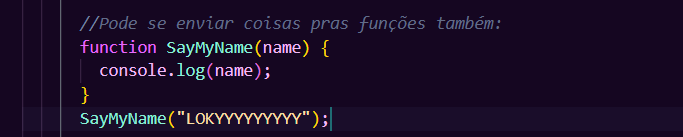 //Pode se enviar coisas pras funções também:
function SayMyName(name) {
console.log(name);
}
SayMyName("LOKYYYYYYYYY");